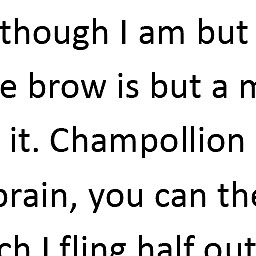 though I am but
e brow is but a m
it. Champollion
brain, you can the
ch I fling half out